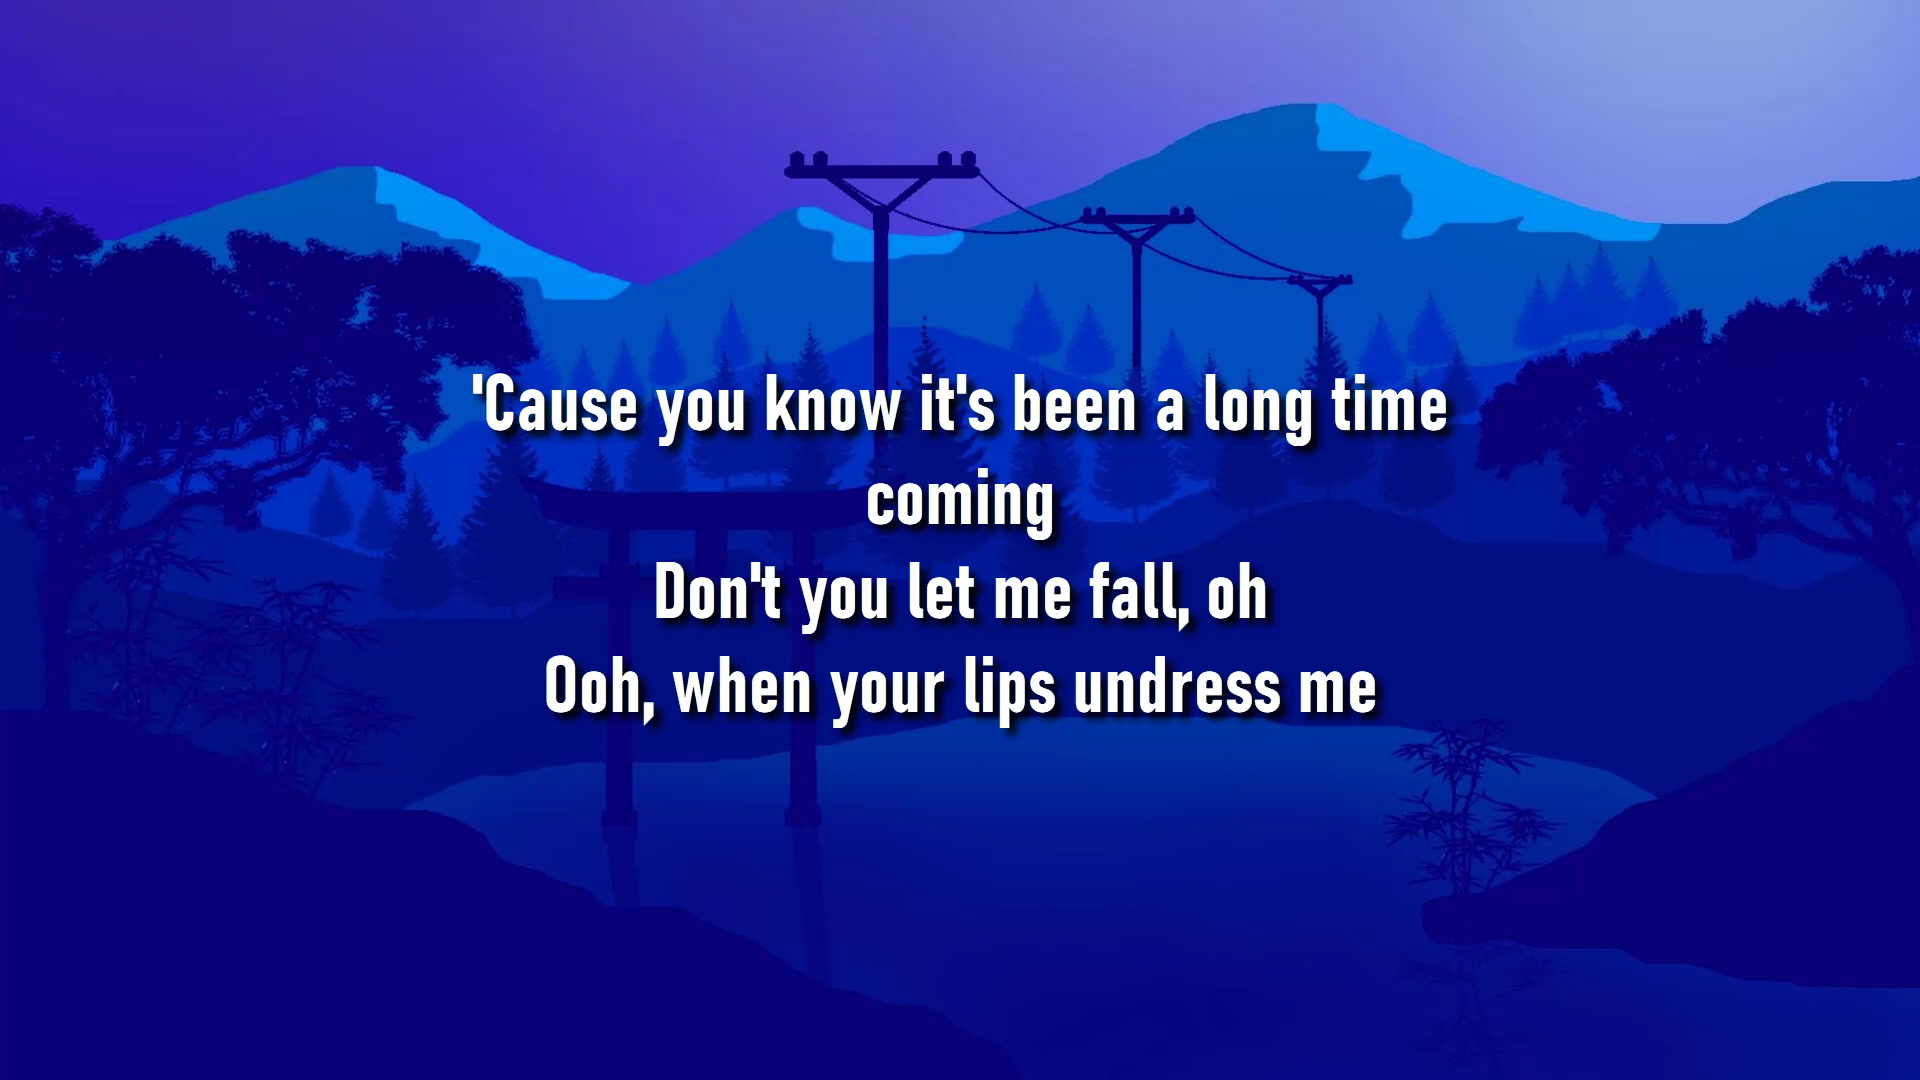 'Cause you know it's been a long time
coming
Don't you let me fall, oh
Ooh, when your lips undress me